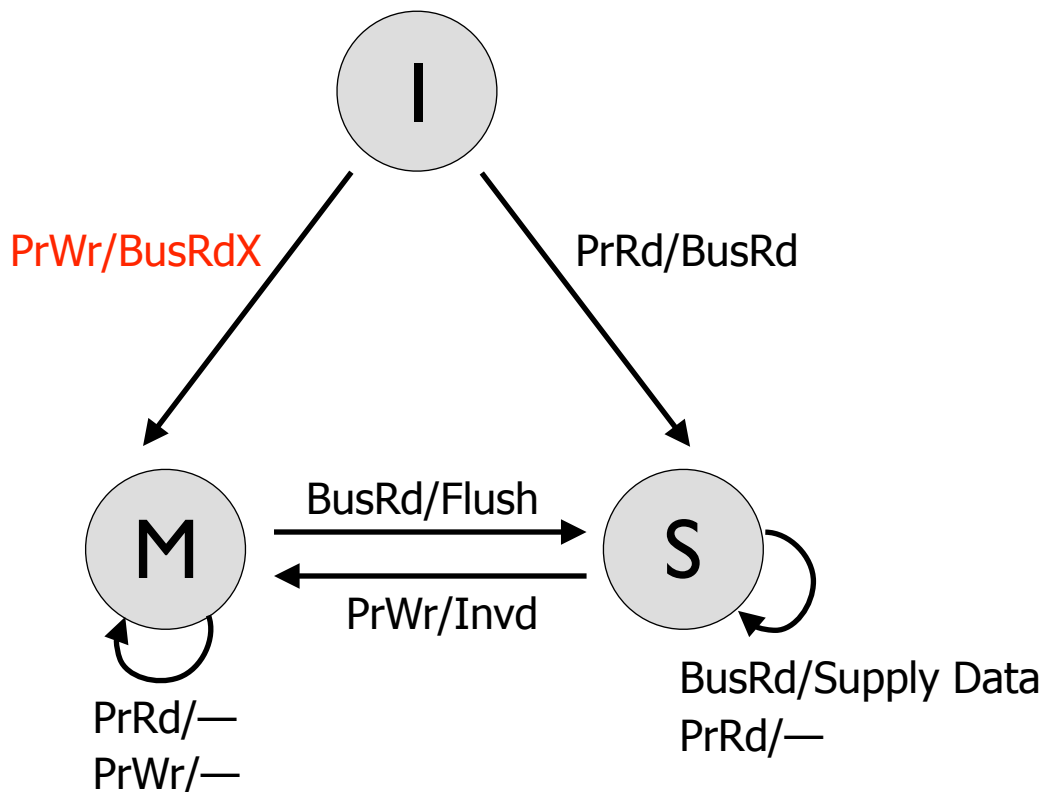 I
PrWr/BusRdX
PrRd/BusRd
M
BusRd/Flush
PrWr/Invd
S
PrRd/—
PrWr/—
BusRd/Supply Data
PrRd/—